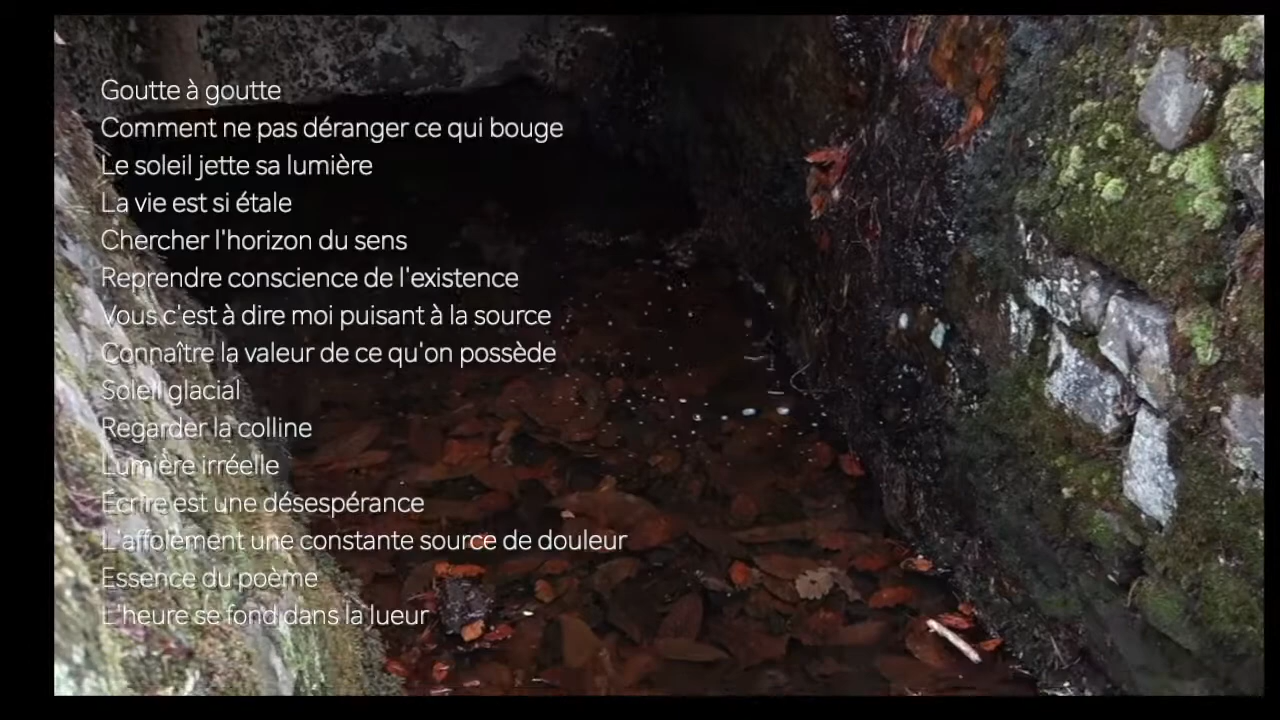 Goutte à goutte
Comment ne pas déranger ce qui bouge
Le soleil jette sa lumière
La vie est si étale
Chercher l'horizon du sens
Reprendre conscience de l'existence
Vous c'est à dire moi puisant à la source
Connaître la valeur de ce qu'on possède
Soleil glacial
Regarder la colline
Lumière irréelle
Écrire est une désespérance
L'affolement une constante source de douleur
Essence du poème
L'heure se fond dans la lueur